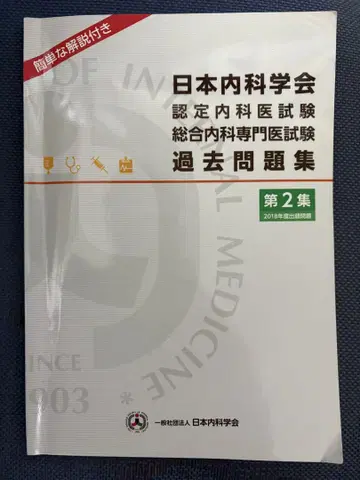 簡単な解説付き
日本内科学会
認定内科医試験
総合内科専門医試験
過去問題集
第2集
2018年度出題問題
OF INTERNAL MEDICINE
INCE
903 *
一般社団法人 日本内科学会